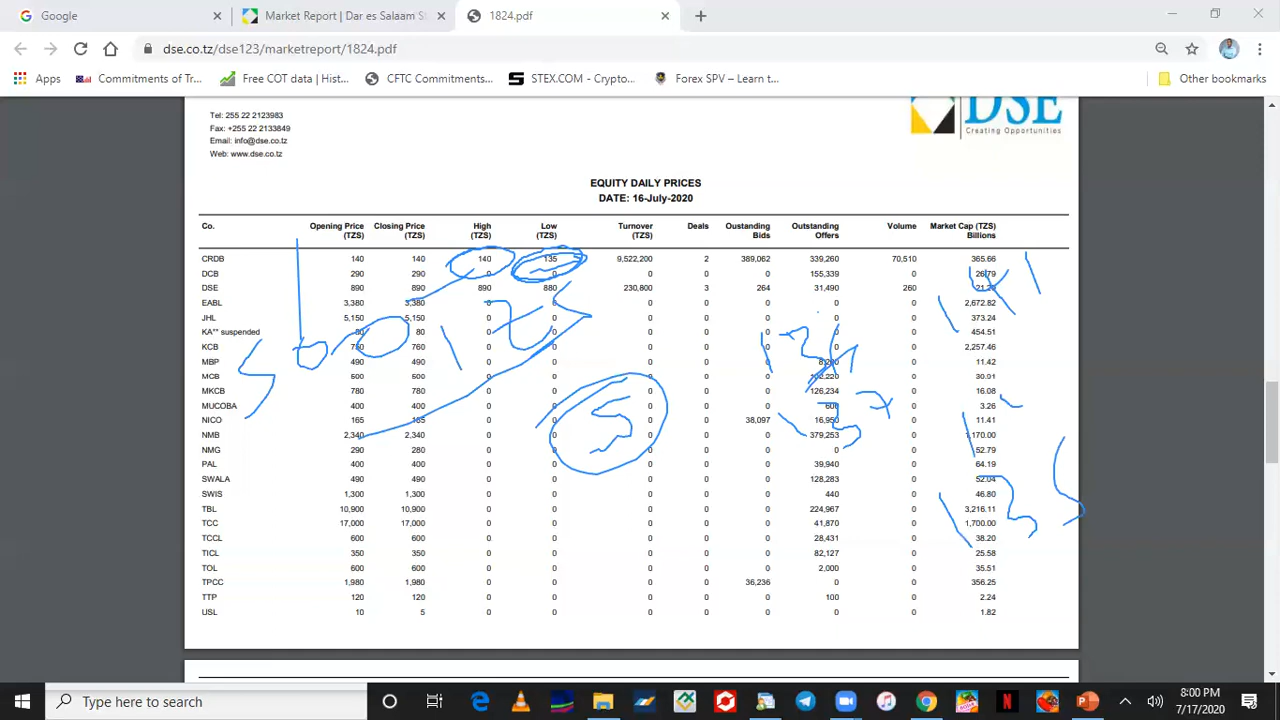 Google
Market Report | Dar es Salaam St
1824.pdf
dse.co.tz/dse123/marketreport/1824.pdf
Apps Commitments of Tr... Free COT data | Hist... CFTC Commitments... STEX.COM - Crypto... Forex SPV – Learn t... Other bookmarks
Tel: 255 22 2123983
Fax: +255 22 2133849
Email: info@dse.co.tz
Web: www.dse.co.tz
DSE
Creating Opportunities
EQUITY DAILY PRICES
DATE: 16-July-2020
Co. Opening Price (TZS) Closing Price (TZS) High (TZS) Low (TZS) Turnover (TZS) Deals Oustanding Bids Outstanding Offers Volume Market Cap (TZS) Billions
CRDB 140 140 140 135 9,522,200 2 389,062 339,260 70,510 365.66
DCB 290 290 0 0 0 0 0 155,339 0 26.79
DSE 890 890 890 880 230,800 3 264 31,490 260
EABL 3,380 3,380 0 0 0 0 0 0 0 2,672.82
JHL 5,150 5,150 0 0 0 0 0 0 0 373.24
KA** suspended 80 80 0 0 0 0 0 0 0 454.51
KCB 750 760 0 0 0 0 0 0 0 2,257.46
MBP 490 490 0 0 0 0 0 0 11.42
MCB 600 600 0 0 0 0 0 0 30.91
MKCB 780 780 0 0 0 0 0 126,234 0 16.08
MUCOBA 400 400 0 0 0 0 0 600 0 3.26
NICO 165 165 0 0 0 0 38,097 16,950 0 11.41
NMB 2,340 2,340 0 0 0 0 0 379,253 0 1,170.00
NMG 290 280 0 0 0 0 0 0 0 52.79
PAL 400 400 0 0 0 0 0 39,940 0 64.19
SWALA 490 490 0 0 0 0 0 128,283 0 52.04
SWIS 1,300 1,300 0 0 0 0 0 440 0 46.80
TBL 10,900 10,900 0 0 0 0 0 224,967 0 3,216.11
TCC 17,000 17,000 0 0 0 0 0 41,870 0 1,700.00
TCCL 600 600 0 0 0 0 0 28,431 0 38.20
TICL 350 350 0 0 0 0 0 82,127 0 25.58
TOL 600 600 0 0 0 0 0 2,000 0 35.51
TPCC 1,980 1,980 0 0 0 0 36,236 0 0 356.25
TTP 120 120 0 0 0 0 0 100 0 2.24
USL 10 5 0 0 0 0 0 0 0 1.82
5
137
135
Type here to search
8:00 PM
7/17/2020